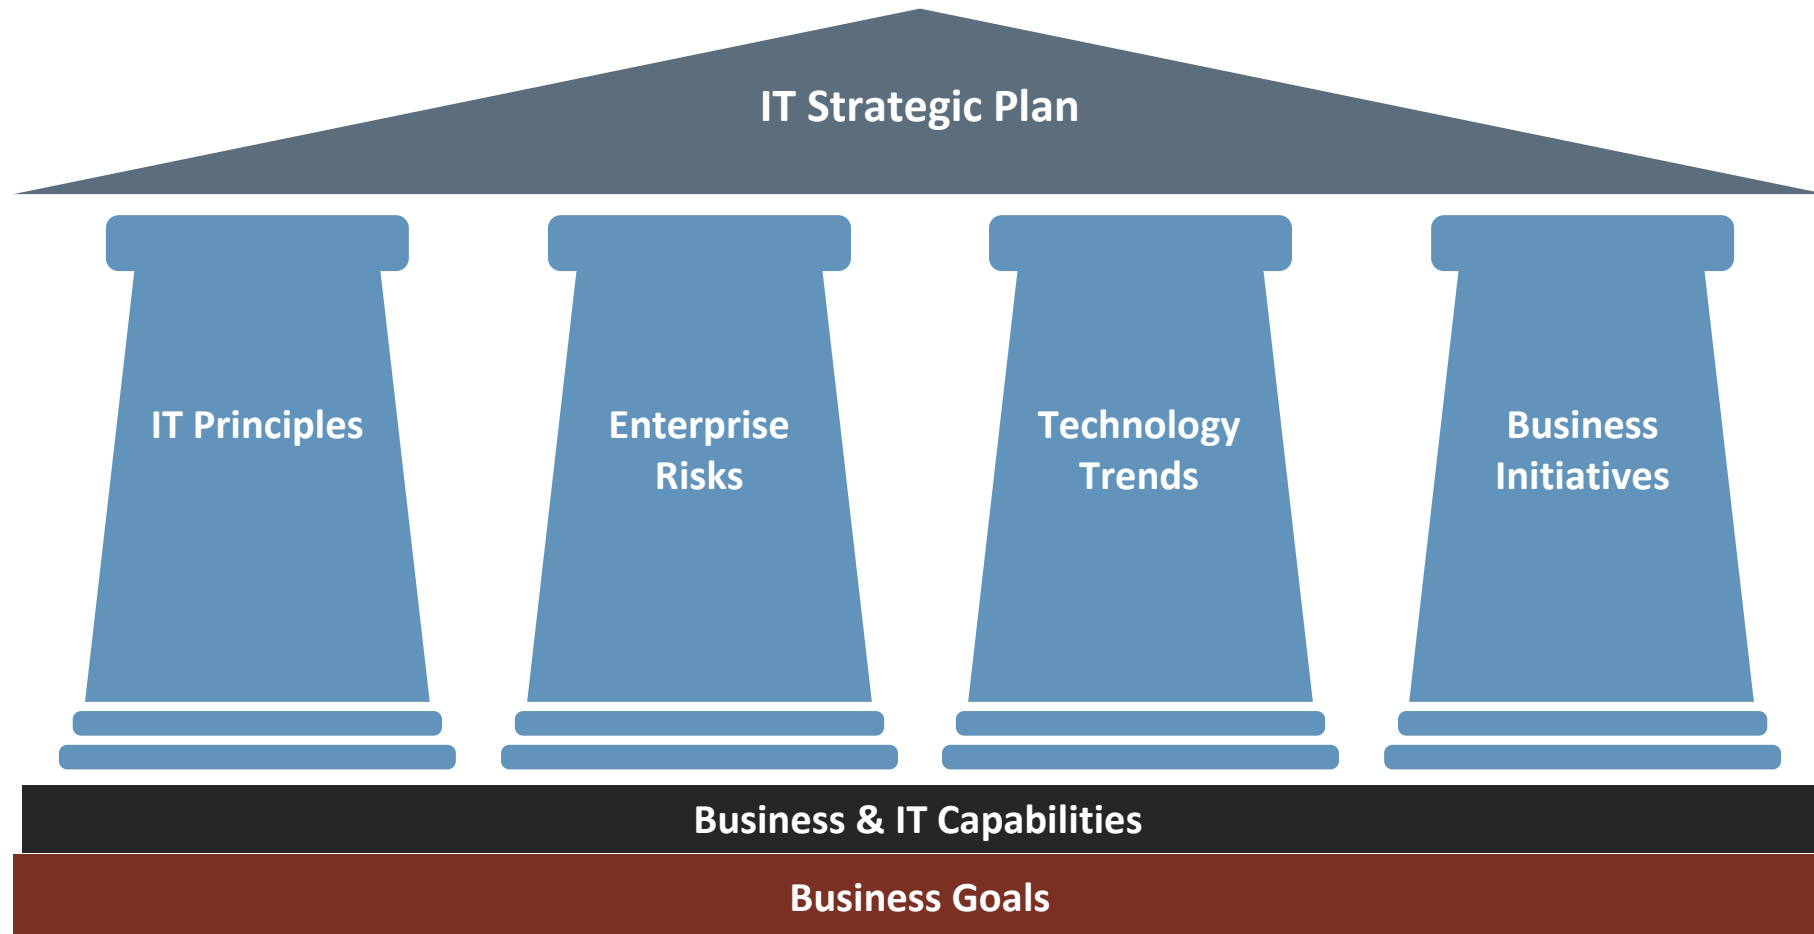 IT Strategic Plan
IT Principles
Enterprise
Risks
Technology
Trends
Business
Initiatives
Business & IT Capabilities
Business Goals